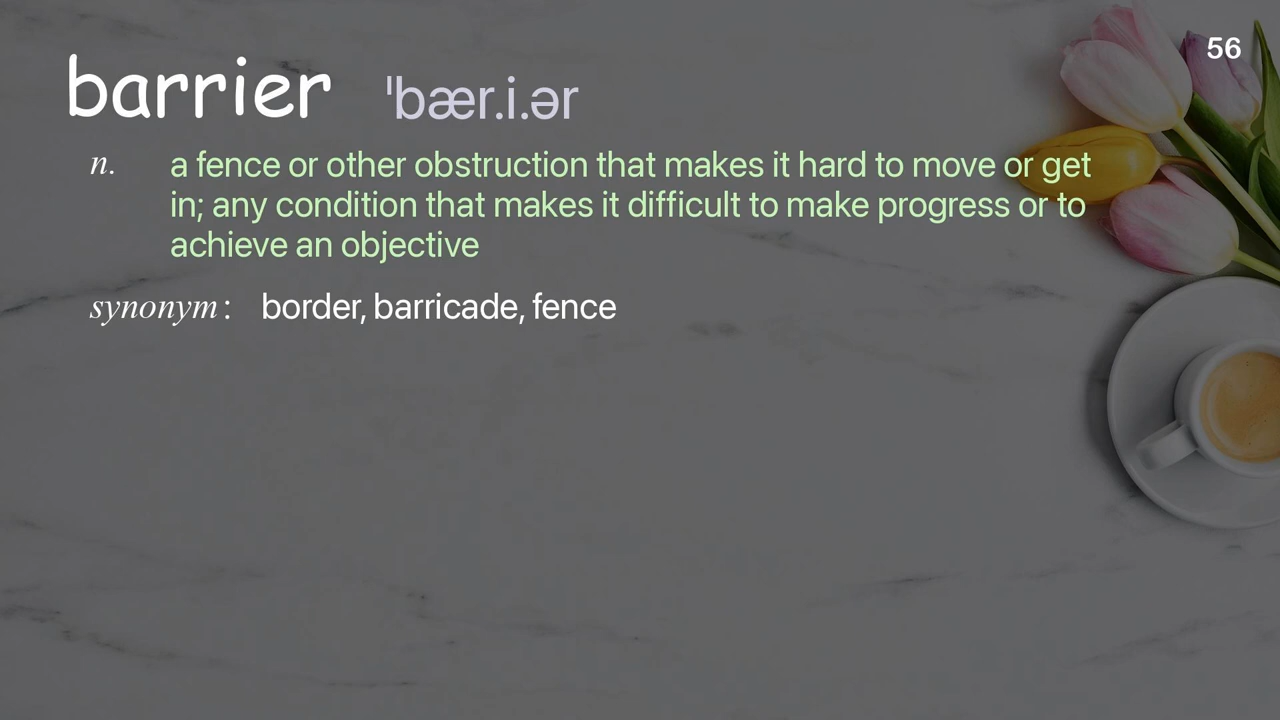 56
barrier ˈbær.i.ər
n. a fence or other obstruction that makes it hard to move or get
in; any condition that makes it difficult to make progress or to
achieve an objective
synonym: border, barricade, fence